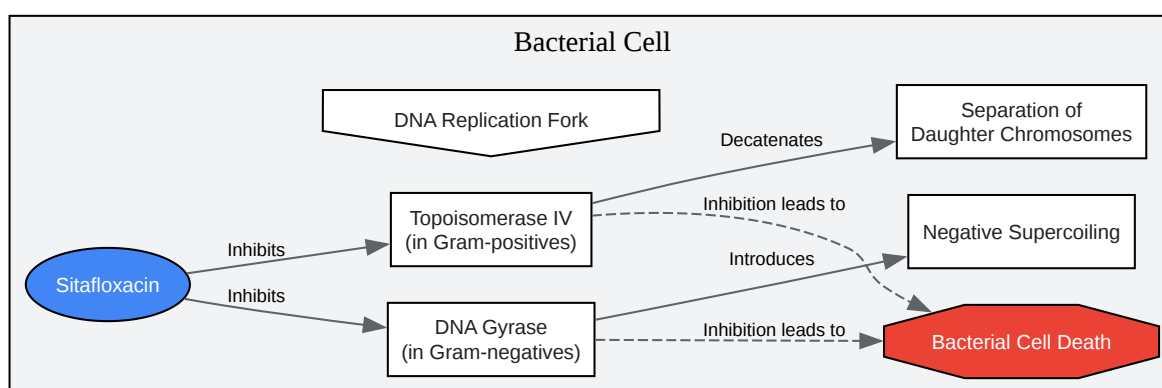 Bacterial Cell
DNA Replication Fork
Separation of
Daughter Chromosomes
Decatenates
Topoisomerase IV
(in Gram-positives)
Inhibition leads to
Negative Supercoiling
Inhibits
Introduces
Sitafloxacin
Inhibits
DNA Gyrase
(in Gram-negatives)
Inhibition leads to
Bacterial Cell Death